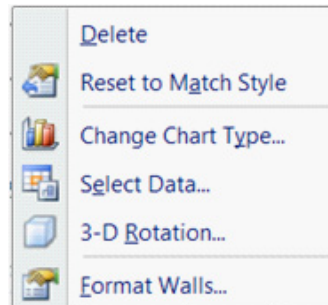 Delete
Reset to Match Style
Change Chart Type...
Select Data...
3-D Rotation...
Format Walls...